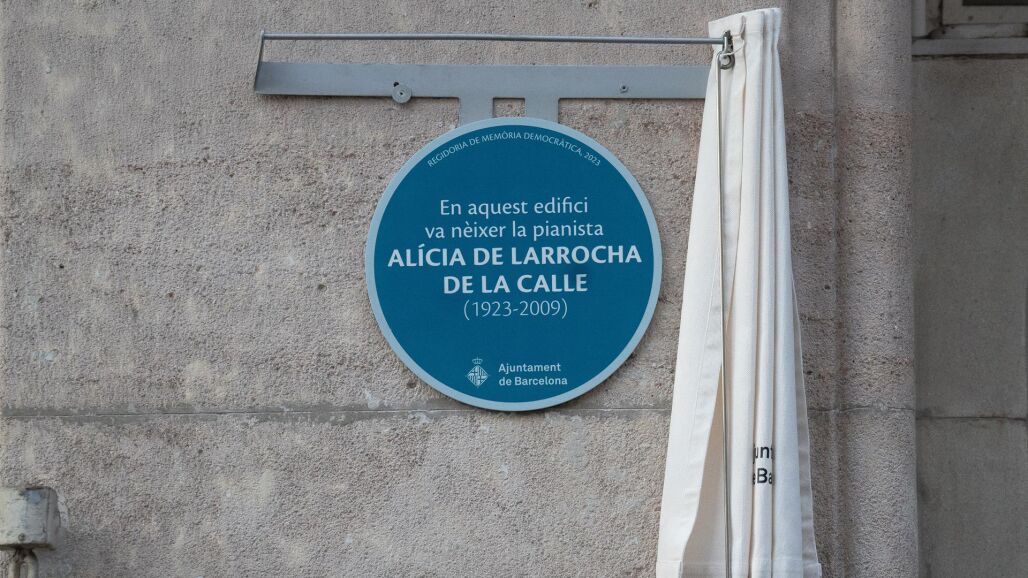 REGIDORIA DE MEMÒRIA DEMOCRÀTICA, 2023
En aquest edifici
va nèixer la pianista
ALÍCIA DE LARROCHA
DE LA CALLE
(1923-2009)
Ajuntament
de Barcelona